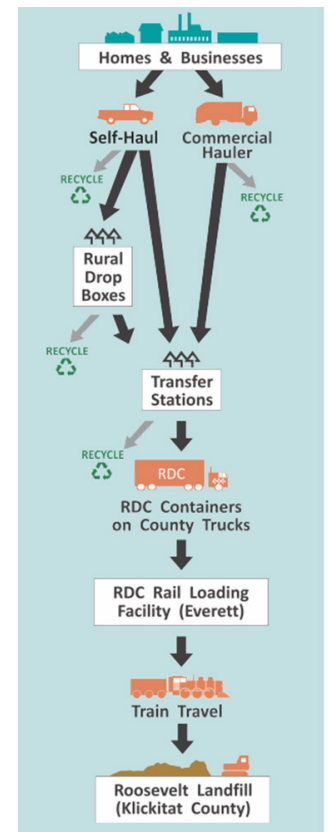 Homes & Businesses
Self-Haul
Commercial
Hauler
RECYCLE
RECYCLE
Rural
Drop
Boxes
RECYCLE
Transfer
Stations
RECYCLE
RDC
RDC Containers
on County Trucks
RDC Rail Loading
Facility (Everett)
Train Travel
Roosevelt Landfill
(Klickitat County)